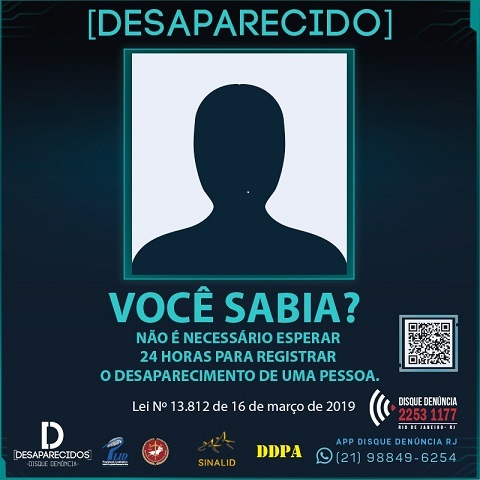 [DESAPARECIDO]
VOCÊ SABIA?
NÃO É NECESSÁRIO ESPERAR
24 HORAS PARA REGISTRAR
O DESAPARECIMENTO DE UMA PESSOA.
Lei Nº 13.812 de 16 de março de 2019
DISQUE DENÚNCIA
2253 1177
RIO DE JANEIRO - RJ
APP DISQUE DENÚNCIA RJ
(21) 98849-6254
D
[DESAPARECIDOS]
-DISQUE DENÚNCIA-
PLID
SINALID
DDPA